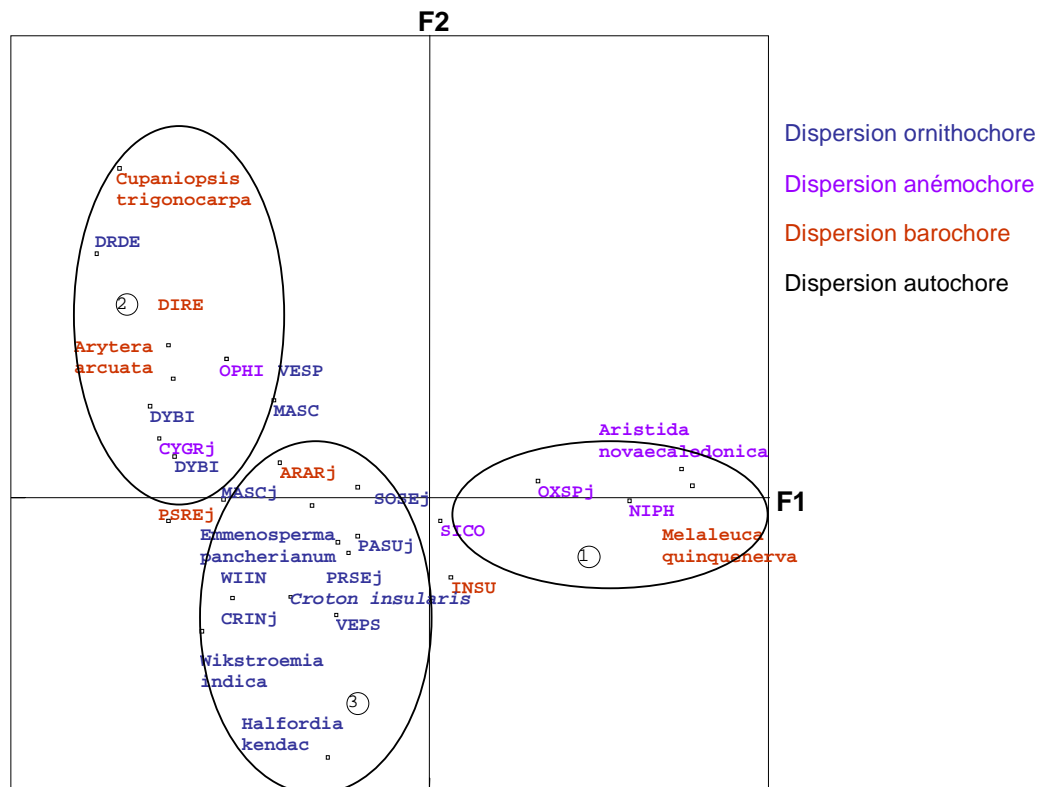 F2
Dispersion ornithochore
Dispersion anémochore
Cupaniopsis
trigonocarpa
Dispersion barochore
DRDE
Dispersion autochore
2
DIRE
Arytera
arcuata
OPHI VESP
DYBI
MASC
CYGRj
DYBI
Aristida
novaecaledonica
ARARj
MASCj
SOSEj
OXSPj
F1
PSREj
NIPH
SICO
Emmenosperma
pancherianum
PASUj
Melaleuca
quinquenerva
1
WIIN
PRSEj
INSU
Croton insularis
CRINj
VEPS
Wikstroemia
indica
3
Halfordia
kendac